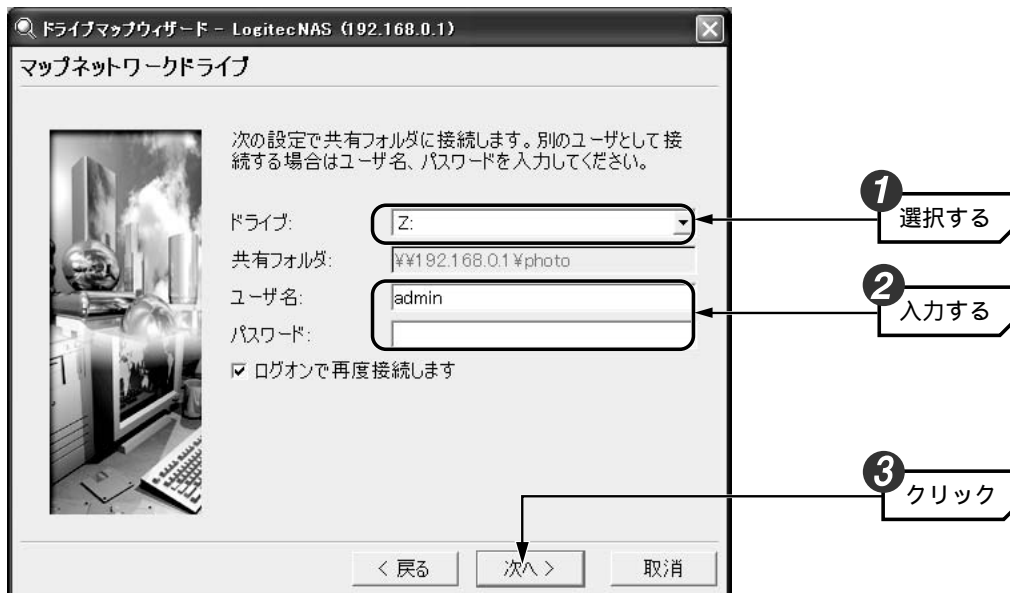 ドライブマップウィザード - LogitecNAS (192.168.0.1)
マップネットワークドライブ
次の設定で共有フォルダに接続します。別のユーザとして接
続する場合はユーザ名、パスワードを入力してください。
ドライブ: Z:
共有フォルダ: ¥¥192.168.0.1¥photo
ユーザ名: admin
パスワード:
ログオンで再度接続します
< 戻る 次へ > 取消
1 選択する
2 入力する
3 クリック